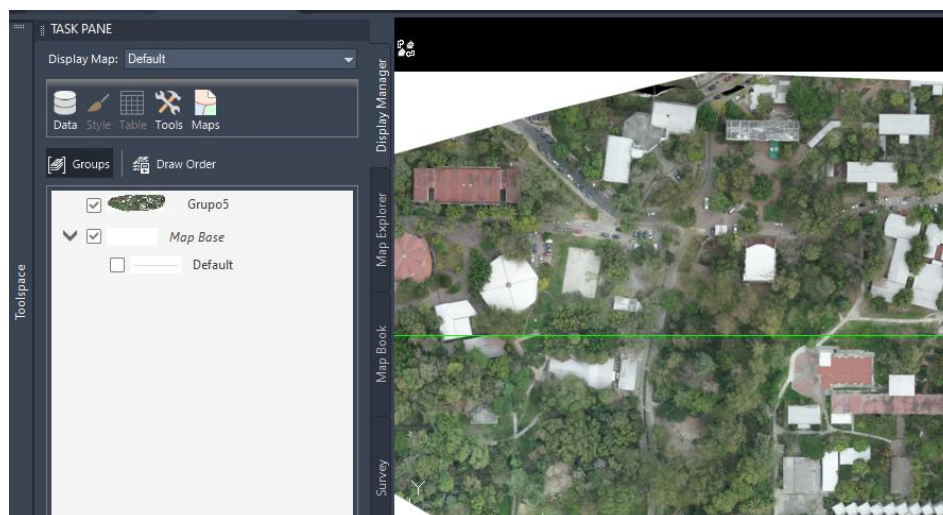 TASK PANE
Display Map: Default
Data Style Table Tools Maps
Groups Draw Order
Grupo5
Map Base
Default
Toolspace
Display Manager
Map Explorer
Map Book
Survey
Y